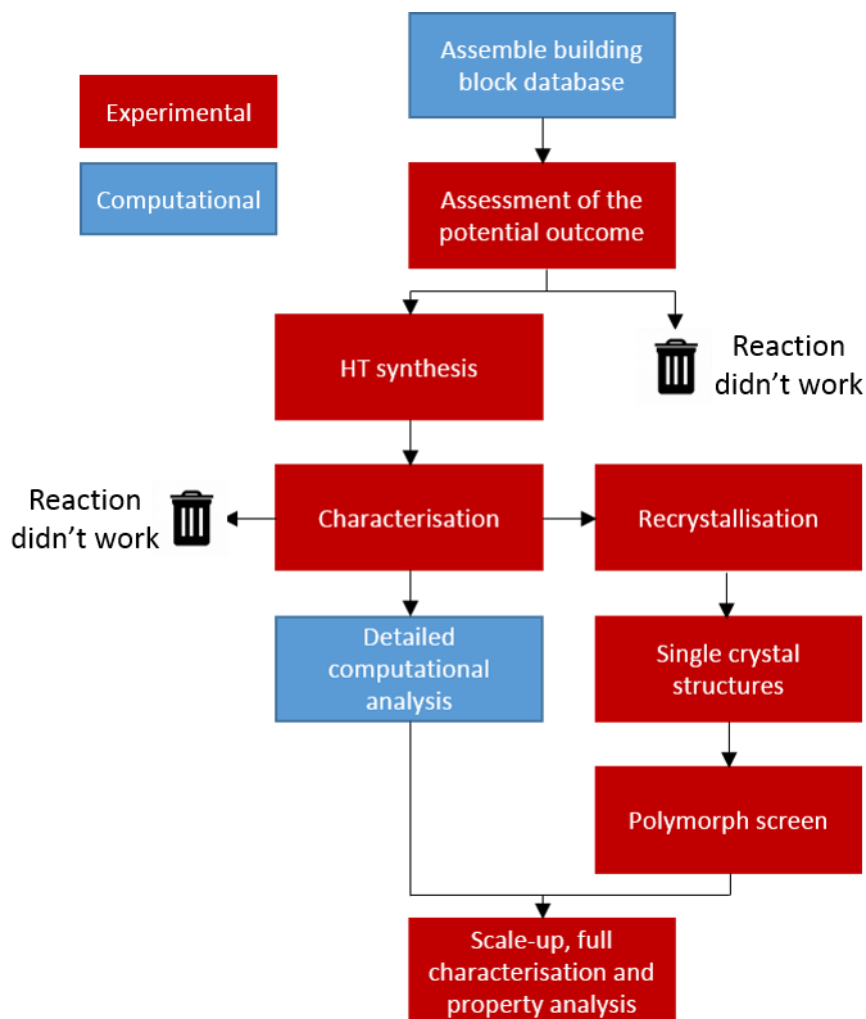 Assemble building
block database
Experimental
Computational
Assessment of the
potential outcome
HT synthesis
Reaction
didn't work
Reaction
didn't work
Characterisation
Recrystallisation
Detailed
computational
analysis
Single crystal
structures
Polymorph screen
Scale-up, full
characterisation and
property analysis